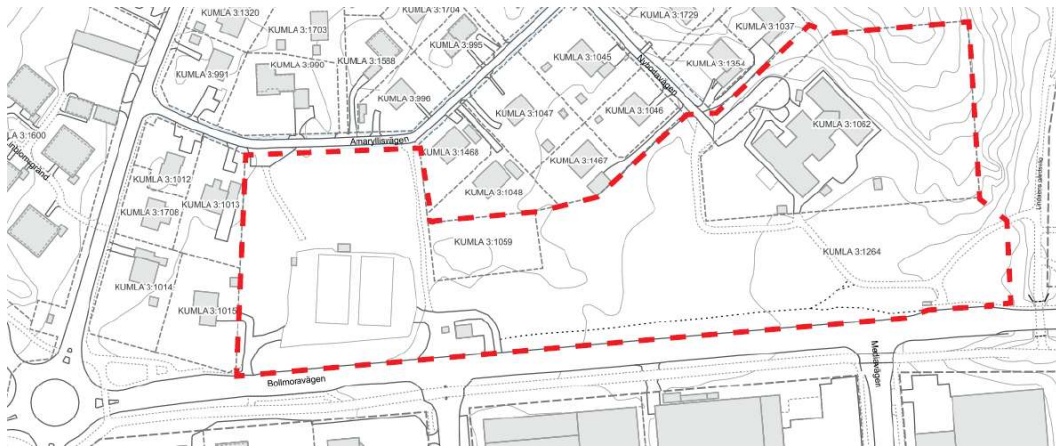 KUMLA 3:1320
KUMLA 3:1704
KUMLA 3:1729
KUMLA 3:1037
KUMLA 3:1703
KUMLA 3:995
KUMLA 3:990
KUMLA 3:1588
KUMLA 3:1045
KUMLA 3:1354
KUMLA 3:991
Nybordavägen
KUMLA 3:996
KUMLA 3:1047
KUMLA 3:1046
KUMLA 3:1062
LA 3:1600
Amaryllisvägen
KUMLA 3:1468
KUMLA 3:1467
KUMLA 3:1012
KUMLA 3:1048
KUMLA 3:1013
KUMLA 3:1708
KUMLA 3:1059
KUMLA 3:1264
KUMLA 3:1014
KUMLA 3:1015
Bollmoravägen